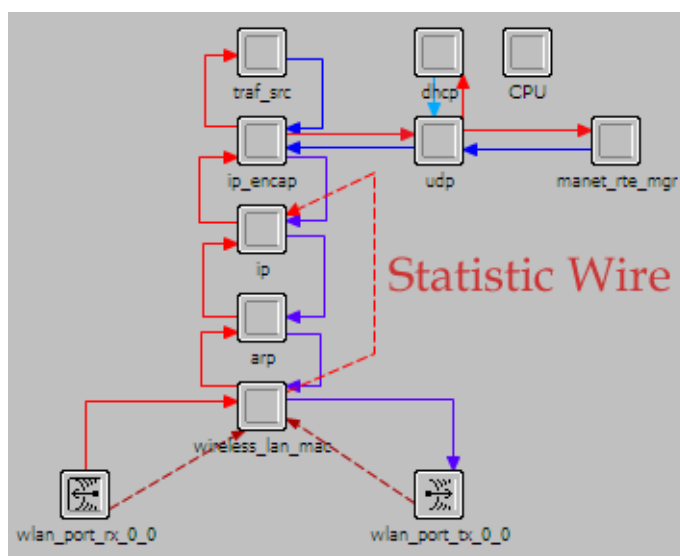 traf_src
dhcp
CPU
ip_encap
udp
manet_rte_mgr
ip
Statistic Wire
arp
wireless_lan_mac
wlan_port_rx_0_0
wlan_port_tx_0_0